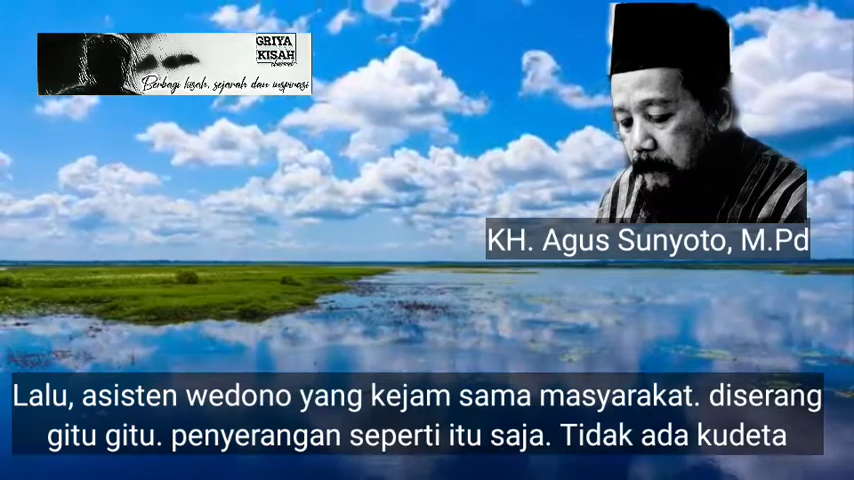 GRIYA
KISAH
channel
Berbagi kisah, sejarah dan inspirasi
KH. Agus Sunyoto, M.Pd
Lalu, asisten wedono yang kejam sama masyarakat. diserang
gitu gitu. penyerangan seperti itu saja. Tidak ada kudeta